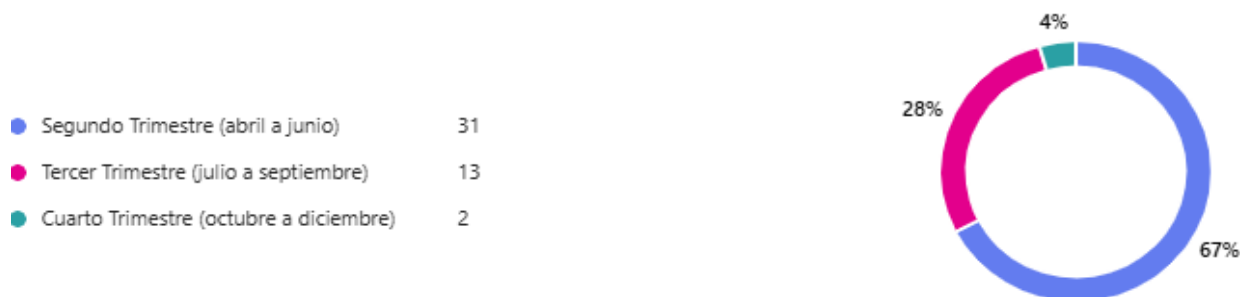 4%
28%
Segundo Trimestre (abril a junio) 31
Tercer Trimestre (julio a septiembre) 13
Cuarto Trimestre (octubre a diciembre) 2
67%